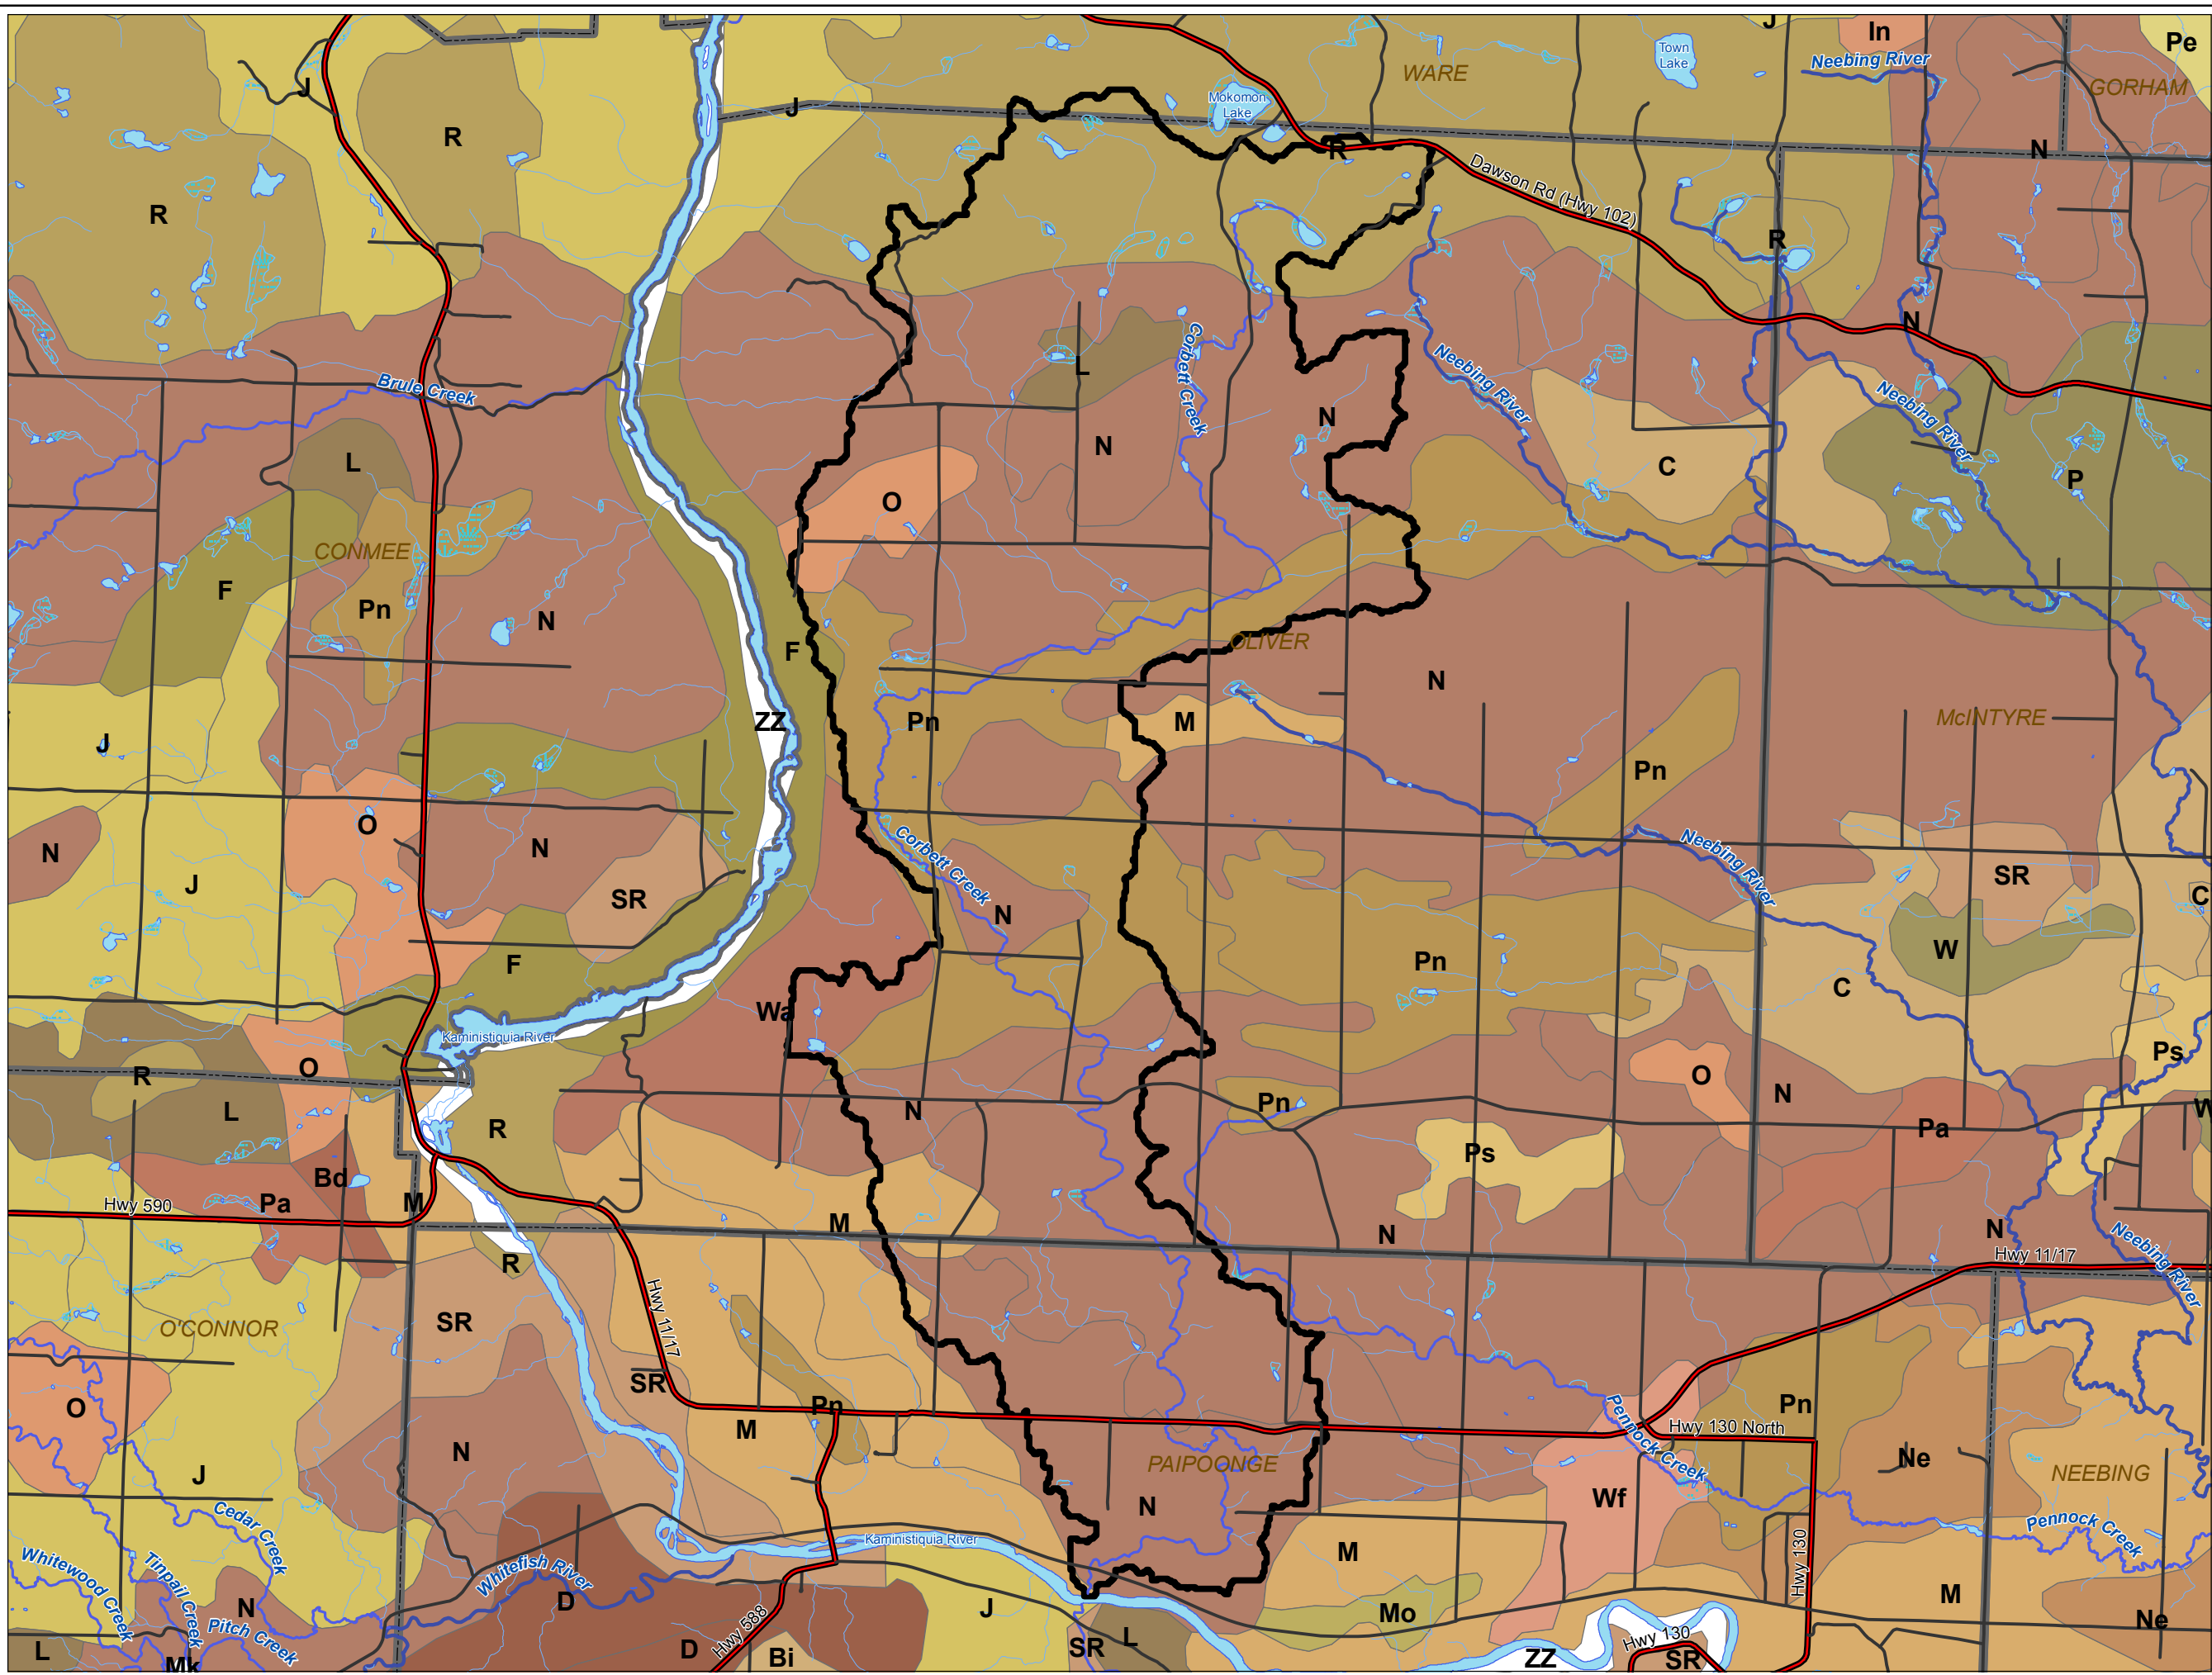 J
In
Pe
Town
Lake
Neebing River
WARE
GORHAM
J
Mokomon
Lake
J
R
R
N
Dawson Rd (Hwy 102)
R
R
N
Corbett Creek
L
Neebing River
Brule Creek
Neebing River
N
N
L
C
P
O
CONMEE
F
Pn
N
F
OLIVER
N
ZZ
Pn
M
McINTYRE
J
Pn
O
N
N
Corbett Creek
Neebing River
J
SR
SR
C
N
W
F
Pn
C
Wa
Kaministiquia River
Ps
O
R
O
N
L
N
Pn
W
R
Pa
Ps
Bd
Pa
M
Hwy 590
M
N
N
Hwy 11/17
Neebing River
R
SR
O'CONNOR
Hwy 11/17
SR
Pn
Pn
O
M
Pennock Creek
Hwy 130 North
N
PAIPOONGE
Ne
NEEBING
J
Wf
N
Cedar Creek
Kaministiquia River
Pennock Creek
Whitewood Creek
Tinpail Creek
Whitefish River
M
Hwy 130
D
M
N
J
Mo
Ne
Pitch Creek
Hwy 588
L
SR
L
Hwy 130
D
Bi
Mk
ZZ
SR